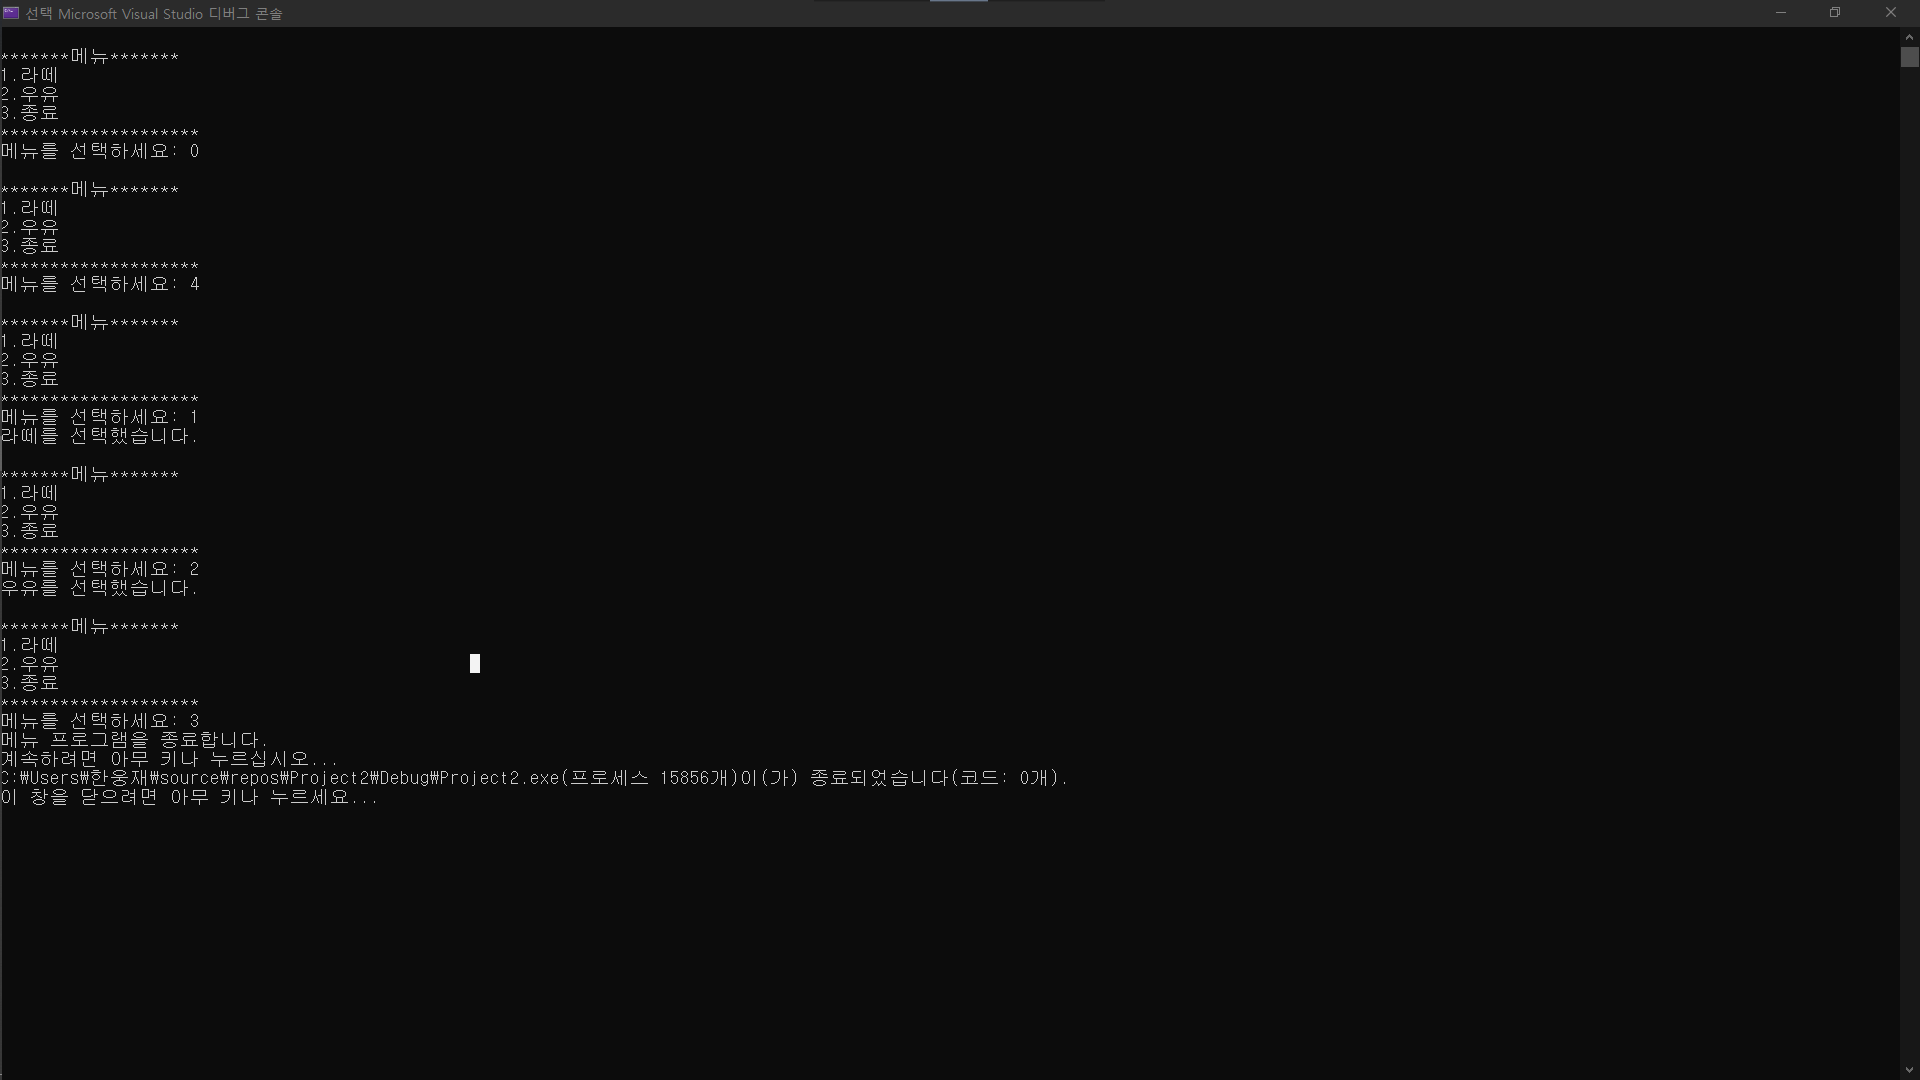 선택 Microsoft Visual Studio 디버그 콘솔
*******메뉴*******
1.라떼
2.우유
3.종료
********************
메뉴를 선택하세요: 0
*******메뉴*******
1.라떼
2.우유
3.종료
********************
메뉴를 선택하세요: 4
*******메뉴*******
1.라떼
2.우유
3.종료
********************
메뉴를 선택하세요: 1
라떼를 선택했습니다.
*******메뉴*******
1.라떼
2.우유
3.종료
********************
메뉴를 선택하세요: 2
우유를 선택했습니다.
*******메뉴*******
1.라떼
2.우유
3.종료
********************
메뉴를 선택하세요: 3
메뉴 프로그램을 종료합니다.
계속하려면 아무 키나 누르십시오...
C:₩Users₩한웅재₩source₩repos₩Project2₩Debug₩Project2.exe(프로세스 15856개)이(가) 종료되었습니다(코드: 0개).
이 창을 닫으려면 아무 키나 누르세요...